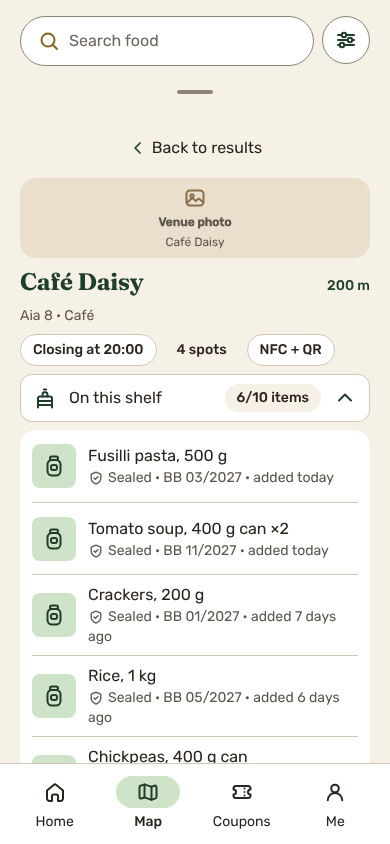 Search food
Back to results
Venue photo
Café Daisy
Café Daisy
200 m
Aia 8 • Café
Closing at 20:00
4 spots
NFC + QR
On this shelf
6/10 items
Fusilli pasta, 500 g
Sealed • BB 03/2027 • added today
Tomato soup, 400 g can ×2
Sealed • BB 11/2027 • added today
Crackers, 200 g
Sealed • BB 01/2027 • added 7 days
ago
Rice, 1 kg
Sealed • BB 05/2027 • added 6 days
ago
Chickpeas, 400 g can
Home
Map
Coupons
Me